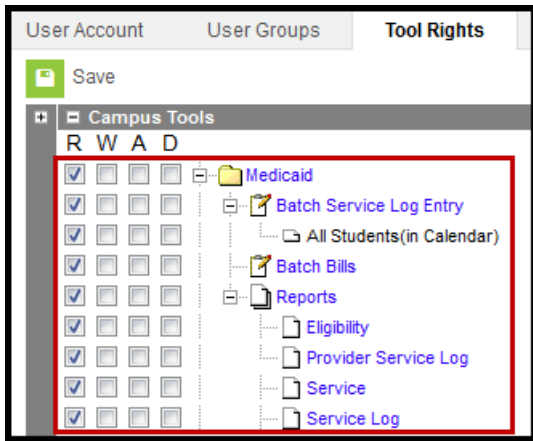 User Account User Groups Tool Rights
Save
Campus Tools
R W A D
Medicaid
Batch Service Log Entry
All Students(in Calendar)
Batch Bills
Reports
Eligibility
Provider Service Log
Service
Service Log